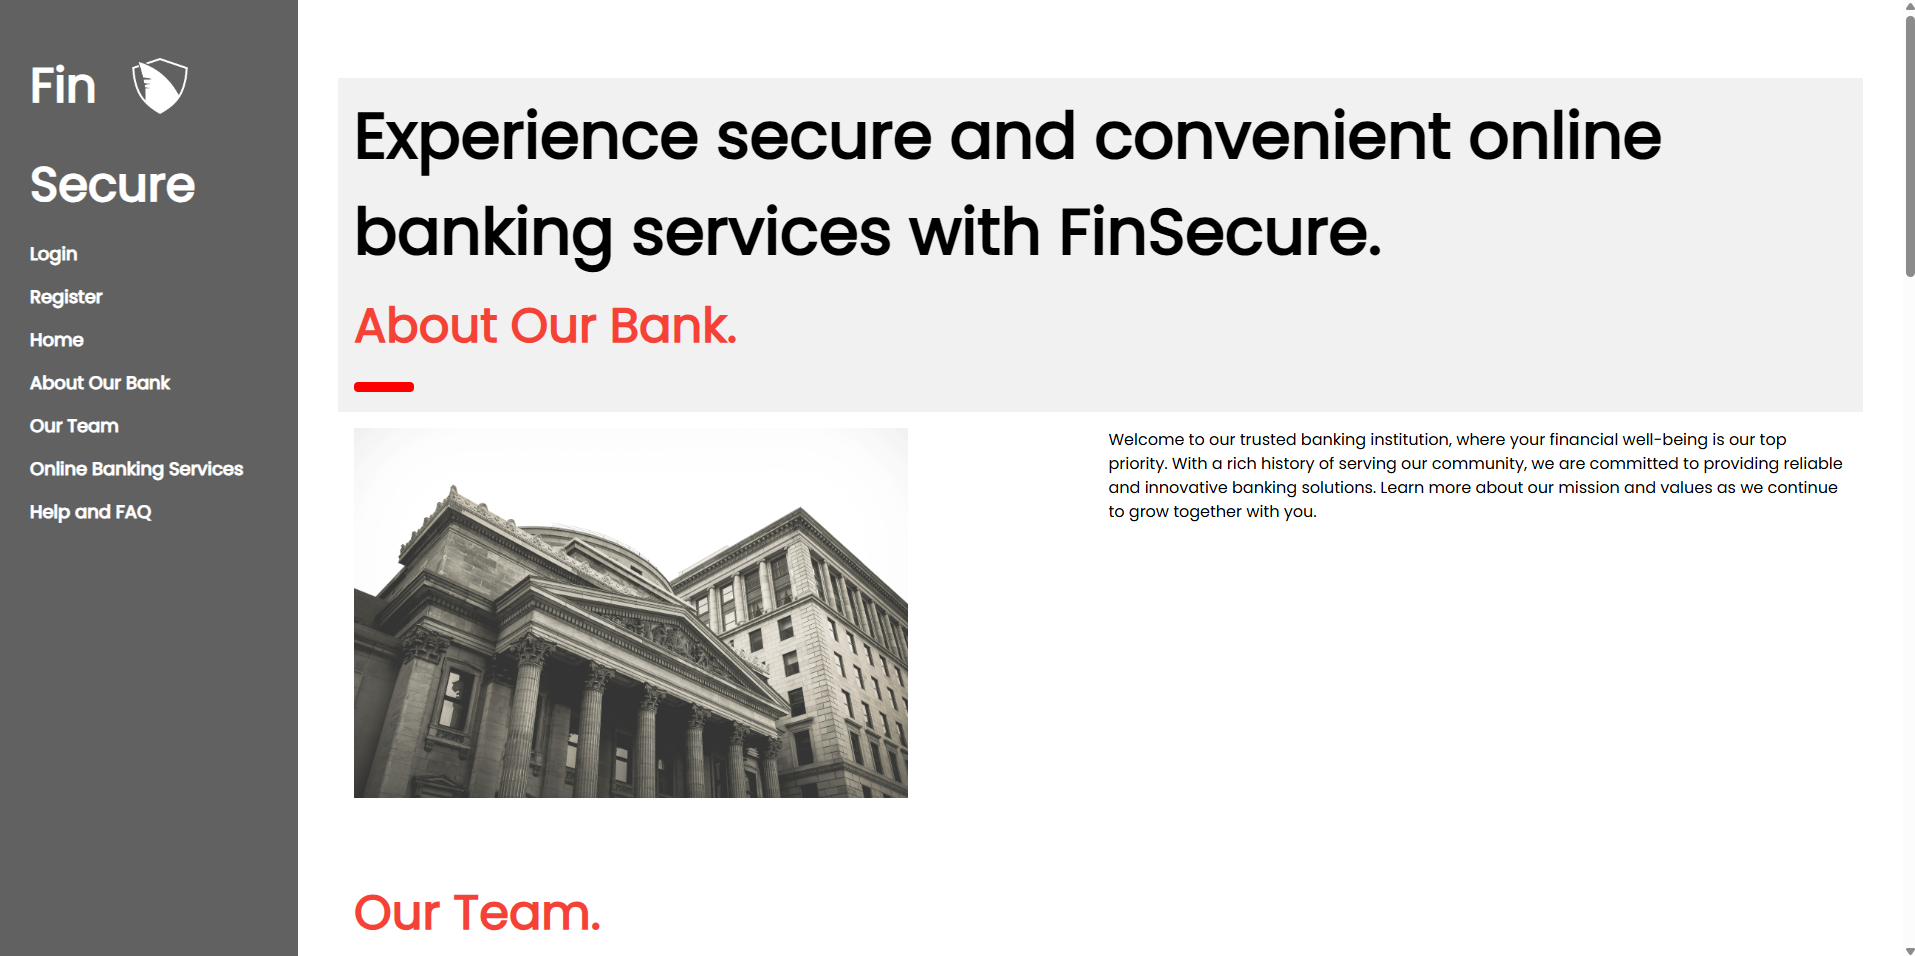 Fin
Secure
Login
Register
Home
About Our Bank
Our Team
Online Banking Services
Help and FAQ
Experience secure and convenient online
banking services with FinSecure.
About Our Bank.
Welcome to our trusted banking institution, where your financial well-being is our top
priority. With a rich history of serving our community, we are committed to providing reliable
and innovative banking solutions. Learn more about our mission and values as we continue
to grow together with you.
Our Team.